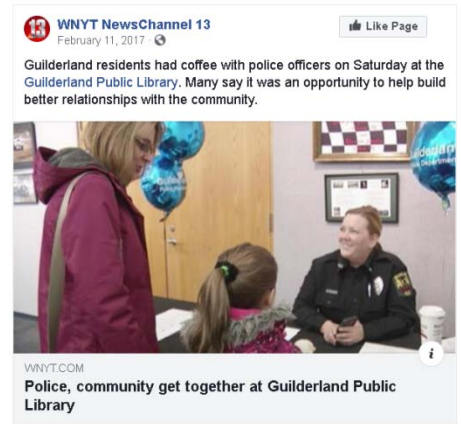 13
WNYT NewsChannel 13
Like Page
February 11, 2017
Guilderland residents had coffee with police officers on Saturday at the
Guilderland Public Library. Many say it was an opportunity to help build
better relationships with the community.
i
WNYT.COM
Police, community get together at Guilderland Public
Library